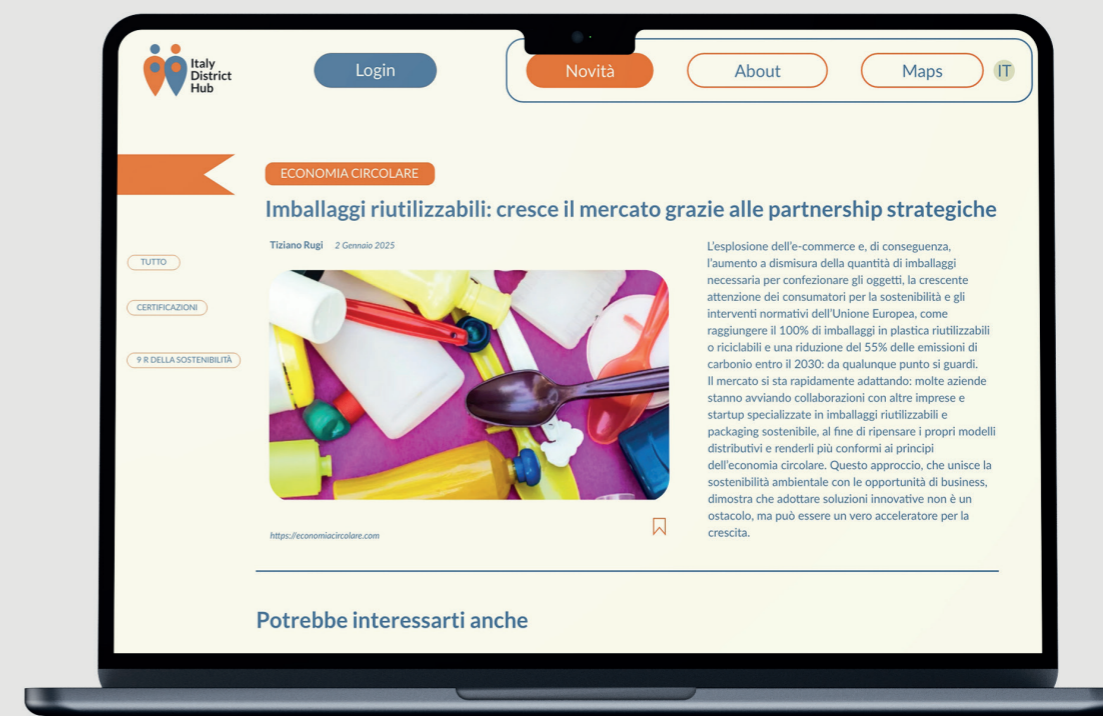 Italy
District
Hub
Login
Novità
About
Maps
IT
ECONOMIA CIRCOLARE
Imballaggi riutilizzabili: cresce il mercato grazie alle partnership strategiche
Tiziano Rugi 2 Gennaio 2025
TUTTO
CERTIFICAZIONI
9 R DELLA SOSTENIBILITÀ
https://economiacircolare.com
L'esplosione dell'e-commerce e, di conseguenza,
l'aumento a dismisura della quantità di imballaggi
necessaria per confezionare gli oggetti, la crescente
attenzione dei consumatori per la sostenibilità e gli
interventi normativi dell'Unione Europea, come
raggiungere il 100% di imballaggi in plastica riutilizzabili
o riciclabili e una riduzione del 55% delle emissioni di
carbonio entro il 2030: da qualunque punto si guardi.
Il mercato si sta rapidamente adattando: molte aziende
stanno avviando collaborazioni con altre imprese e
startup specializzate in imballaggi riutilizzabili e
packaging sostenibile, al fine di ripensare i propri modelli
distributivi e renderli più conformi ai principi
dell'economia circolare. Questo approccio, che unisce la
sostenibilità ambientale con le opportunità di business,
dimostra che adottare soluzioni innovative non è un
ostacolo, ma può essere un vero acceleratore per la
crescita.
Potrebbe interessarti anche